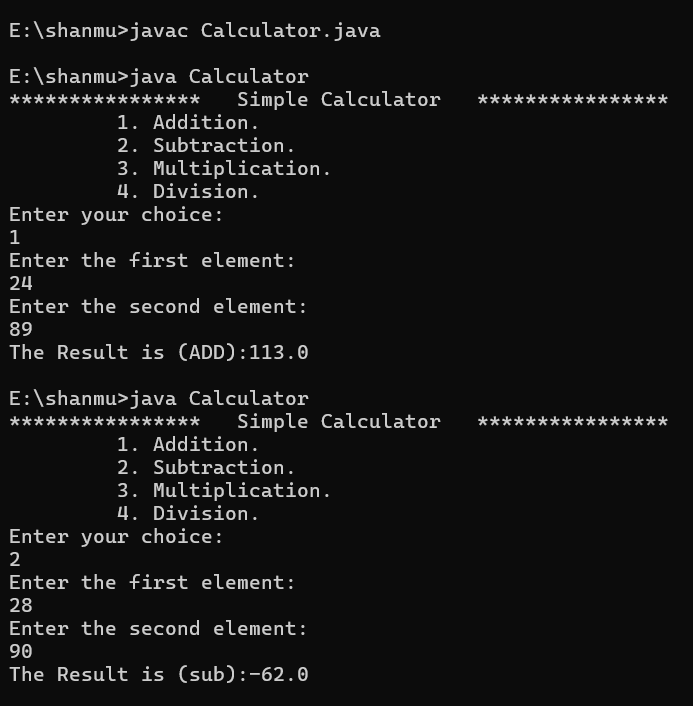 E:\shanmu>javac Calculator.java
E:\shanmu>java Calculator
**************** Simple Calculator ****************
1. Addition.
2. Subtraction.
3. Multiplication.
4. Division.
Enter your choice:
1
Enter the first element:
24
Enter the second element:
89
The Result is (ADD):113.0
E:\shanmu>java Calculator
**************** Simple Calculator ****************
1. Addition.
2. Subtraction.
3. Multiplication.
4. Division.
Enter your choice:
2
Enter the first element:
28
Enter the second element:
90
The Result is (sub):-62.0